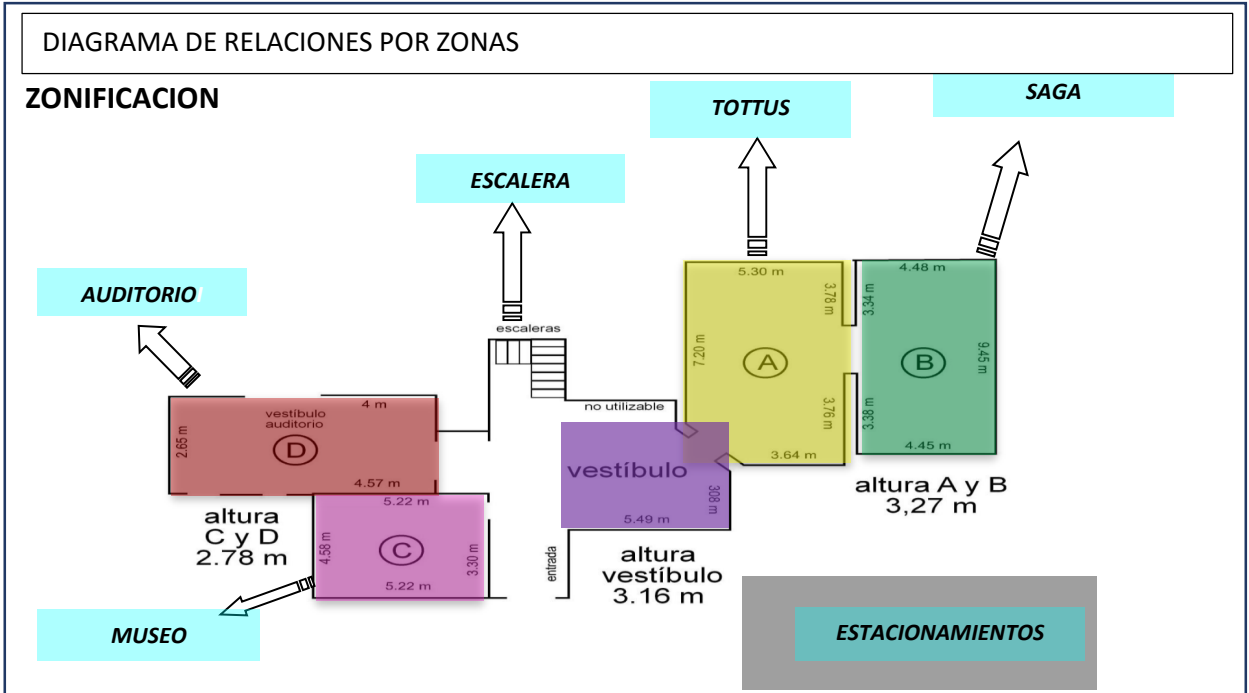 DIAGRAMA DE RELACIONES POR ZONAS
ZONIFICACION
SAGA
TOTTUS
ESCALERA
AUDITORIO
escaleras
5.30 m
4.48 m
3.78 m
3.34 m
7.20 m
A
B
9.45 m
4 m
vestíbulo
auditorio
2.65 m
D
4.57 m
no utilizable
3.76 m
3.38 m
3.64 m
4.45 m
vestíbulo
308 m
5.49 m
altura A y B
3,27 m
altura
C y D
2.78 m
5.22 m
4.58 m
C
3.30 m
5.22 m
entrada
altura
vestíbulo
3.16 m
MUSEO
ESTACIONAMIENTOS